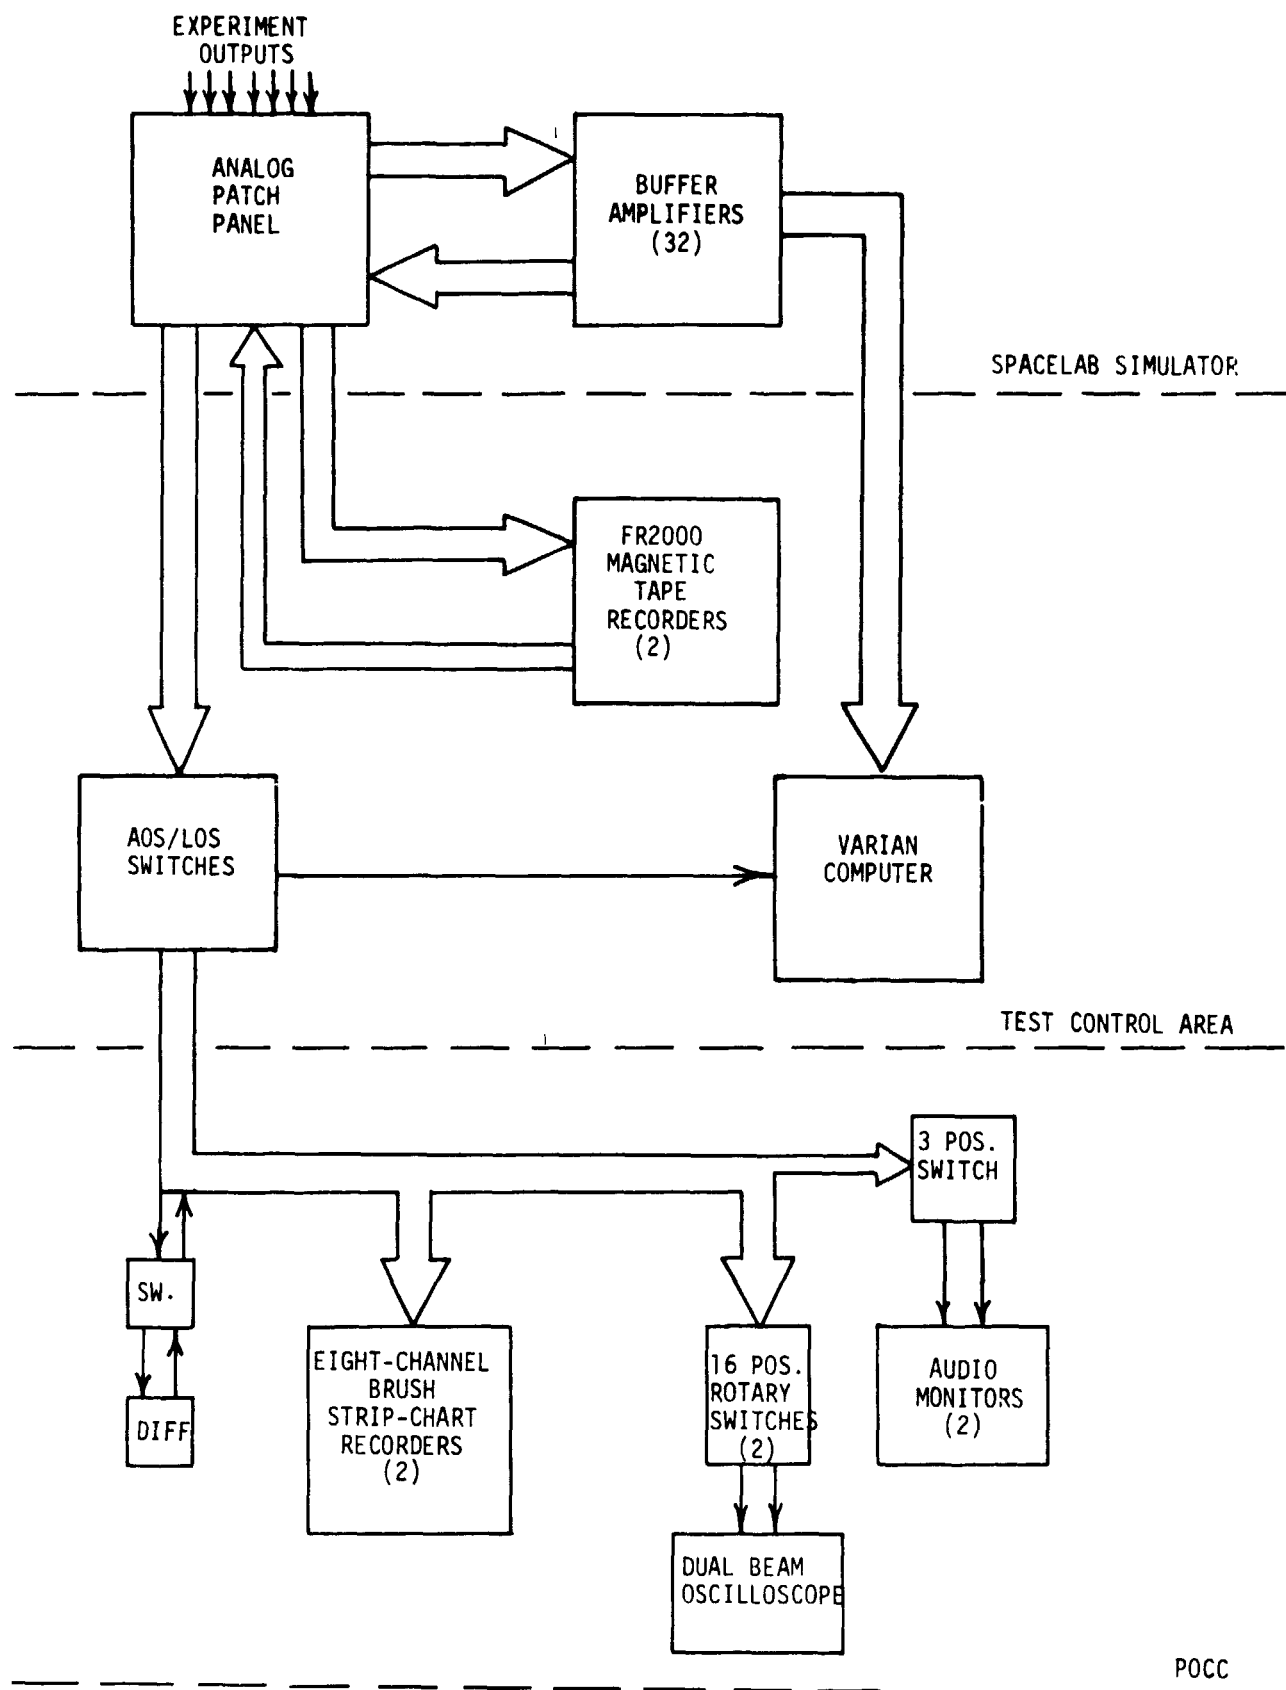 EXPERIMENT
OUTPUTS
ANALOG
PATCH
PANEL
BUFFER
AMPLIFIERS
(32)
SPACELAB SIMULATOR
FR2000
MAGNETIC
TAPE
RECORDERS
(2)
AOS/LOS
SWITCHES
VARIAN
COMPUTER
TEST CONTROL AREA
3 POS.
SWITCH
SW.
DIFF
EIGHT-CHANNEL
BRUSH
STRIP-CHART
RECORDERS
(2)
16 POS.
ROTARY
SWITCHES
(2)
AUDIO
MONITORS
(2)
DUAL BEAM
OSCILLOSCOPE
POCC